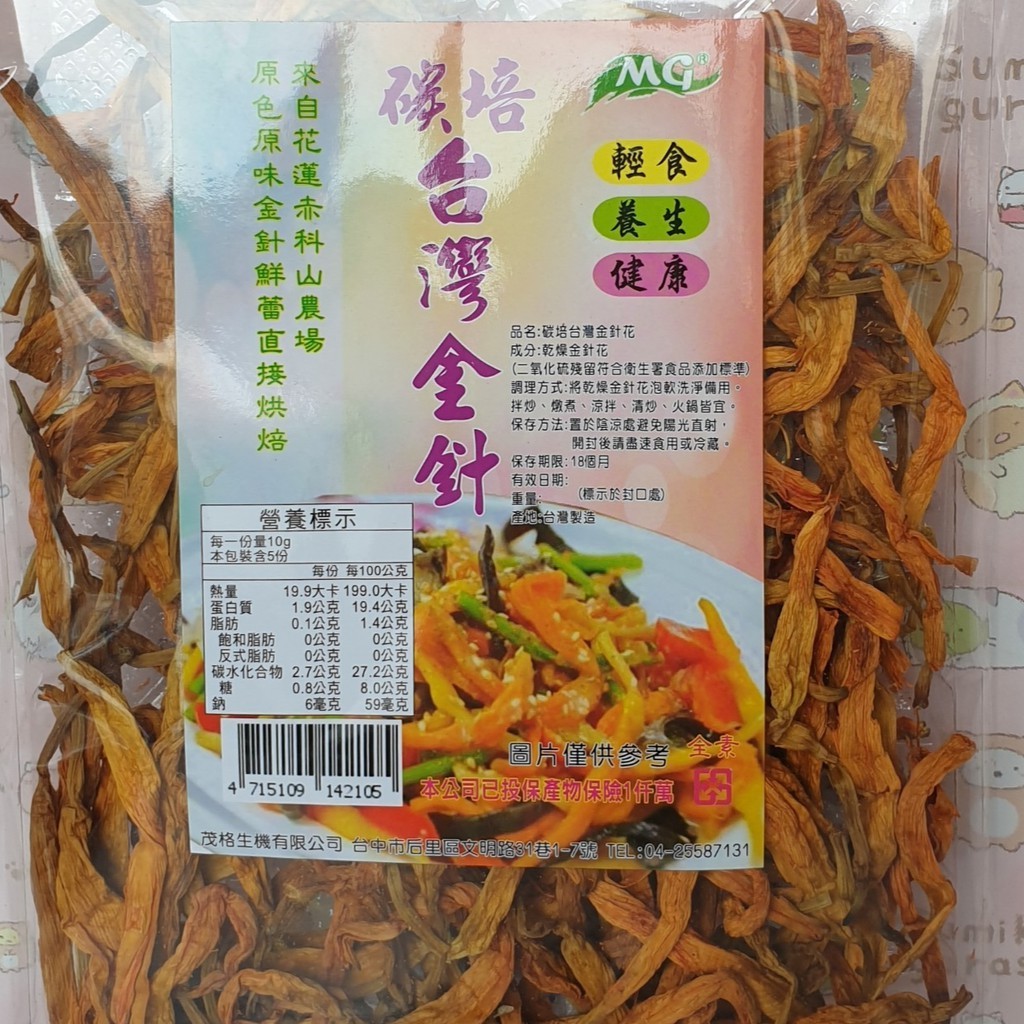 來自花蓮赤科山農場
原色原味金針鮮蕾直接烘焙
碳培
台灣金針
MG
輕食
養生
健康
品名:碳培台灣金針花
成分:乾燥金針花
(二氧化硫殘留符合衛生署食品添加標準)
調理方式:將乾燥金針花泡軟洗淨備用。
拌炒、燉煮、涼拌、清炒、火鍋皆宜。
保存方法:置於陰涼處避免陽光直射,
開封後請盡速食用或冷藏。
保存期限:18個月
有效日期:
重量: (標示於封口處)
產地:台灣製造
營養標示
每一份量10g
本包裝含5份
每份 每100公克
熱量 19.9大卡 199.0大卡
蛋白質 1.9公克 19.4公克
脂肪 0.1公克 1.4公克
飽和脂肪 0公克 0公克
反式脂肪 0公克 0公克
碳水化合物 2.7公克 27.2公克
糖 0.8公克 8.0公克
鈉 6毫克 59毫克
4 715109 142105
圖片僅供參考
全素
本公司已投保產物保險1仟萬
茂格生機有限公司 台中市后里區文明路31巷1-7號 TEL:04-25587131